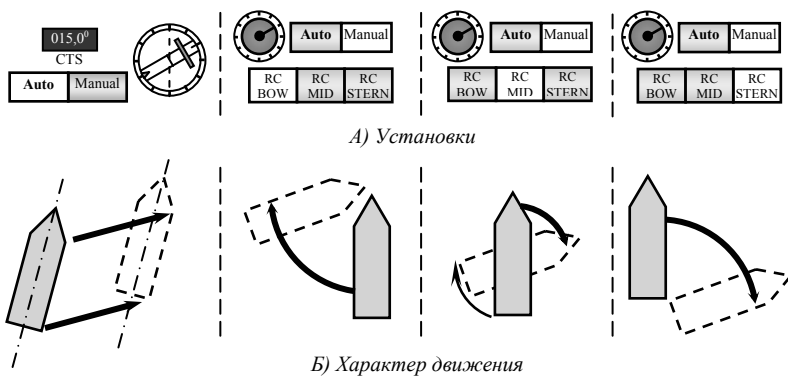 015,0⁰
CTS
Auto Manual
Auto Manual
RC BOW
RC MID
RC STERN
Auto Manual
RC BOW
RC MID
RC STERN
Auto Manual
RC BOW
RC MID
RC STERN
А) Установки
Б) Характер движения